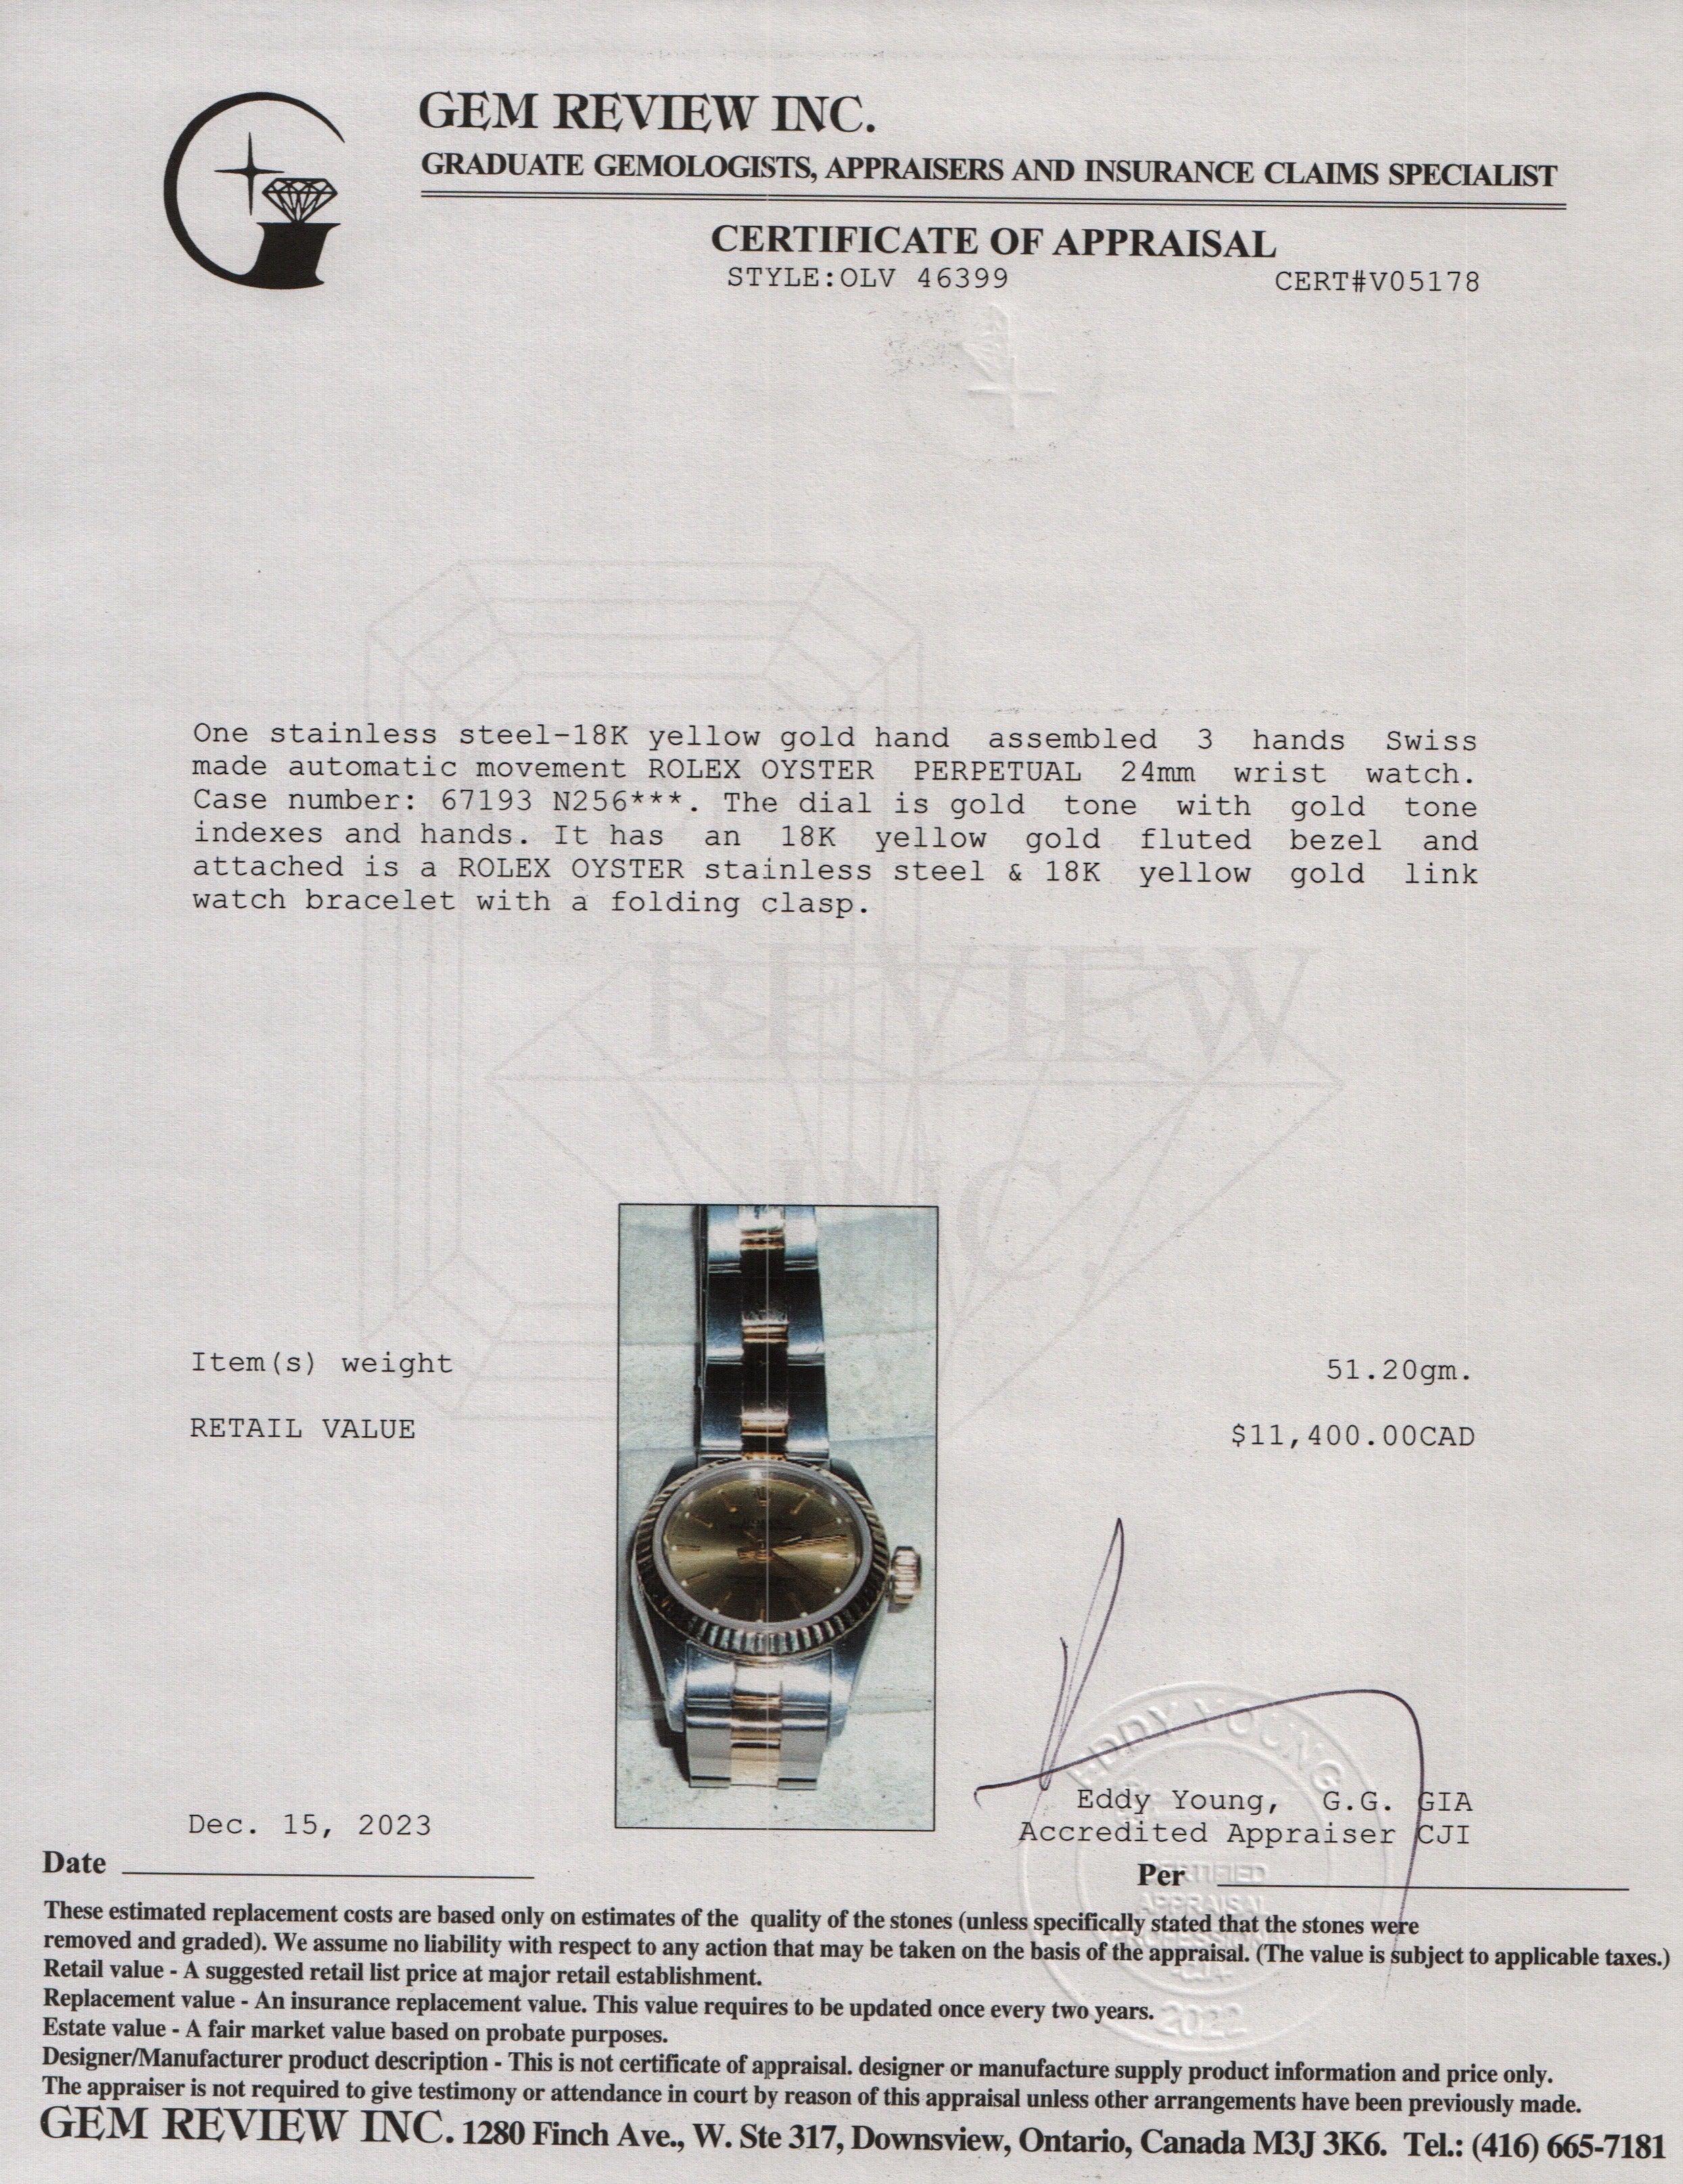 GEM REVIEW INC.
GRADUATE GEMOLOGISTS, APPRAISERS AND INSURANCE CLAIMS SPECIALIST
CERTIFICATE OF APPRAISAL
STYLE:OLV 46399 CERT#V05178
One stainless steel-18K yellow gold hand assembled 3 hands Swiss
made automatic movement ROLEX OYSTER PERPETUAL 24mm wrist watch.
Case number: 67193 N256***. The dial is gold tone with gold tone
indexes and hands. It has an 18K yellow gold fluted bezel and
attached is a ROLEX OYSTER stainless steel & 18K yellow gold link
watch bracelet with a folding clasp.
REVIEW
INC.
Item(s) weight 51.20gm.
RETAIL VALUE $11,400.00CAD
EDDY YOUNG
Eddy Young, G.G. GIA
Dec. 15, 2023 Accredited Appraiser CJI
Date Per
CERTIFIED
APPRAISAL
PROFESSIONAL
2022
These estimated replacement costs are based only on estimates of the quality of the stones (unless specifically stated that the stones were
removed and graded). We assume no liability with respect to any action that may be taken on the basis of the appraisal. (The value is subject to applicable taxes.)
Retail value - A suggested retail list price at major retail establishment.
Replacement value - An insurance replacement value. This value requires to be updated once every two years.
Estate value - A fair market value based on probate purposes.
Designer/Manufacturer product description - This is not certificate of appraisal. designer or manufacture supply product information and price only.
The appraiser is not required to give testimony or attendance in court by reason of this appraisal unless other arrangements have been previously made.
GEM REVIEW INC. 1280 Finch Ave., W. Ste 317, Downsview, Ontario, Canada M3J 3K6. Tel.: (416) 665-7181